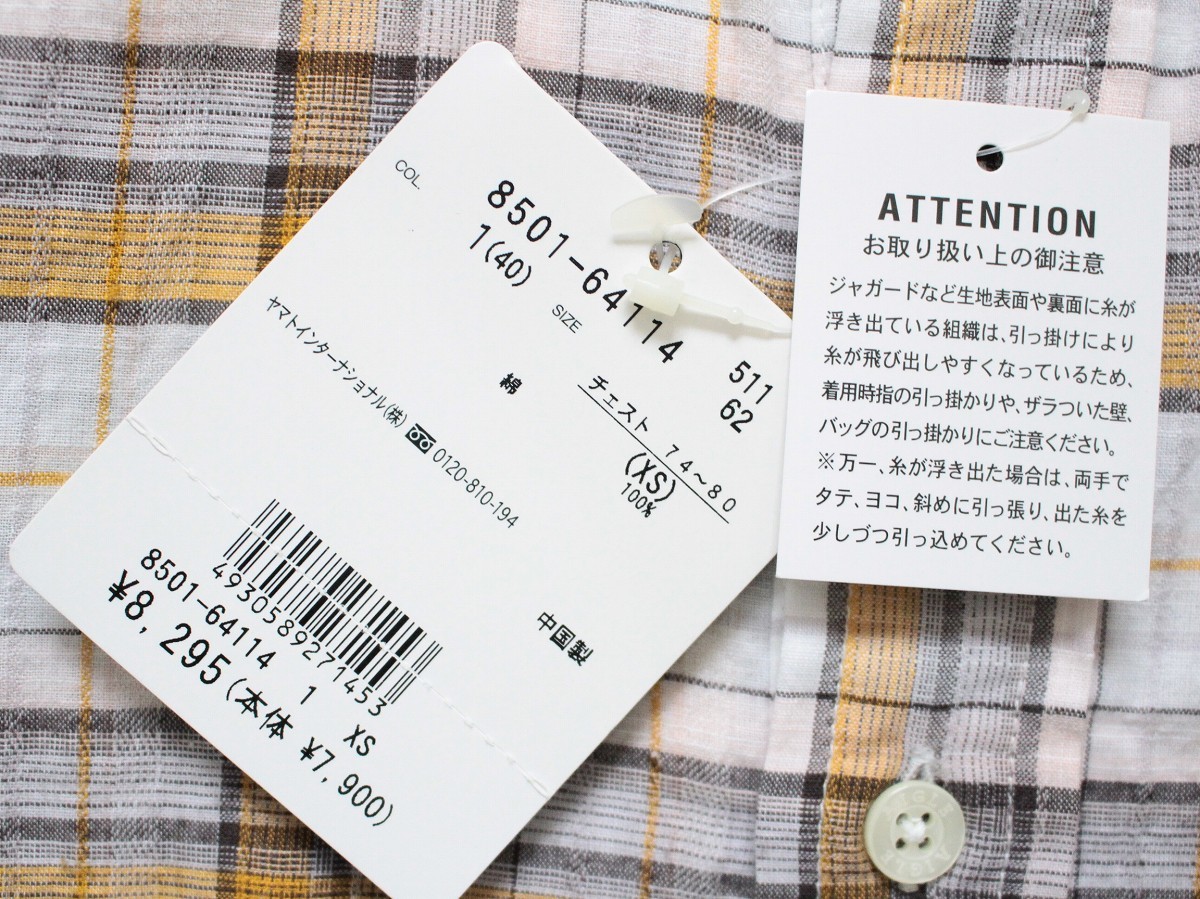 8501-64114 511
COL. 1(40) 62
SIZE
チェスト 74~80
(XS)
綿 100%
ヤマトインターナショナル(株) 0120-810-194
中国製
4930589271453
8501-64114 1 XS
¥8,295(本体 ¥7,900)
ATTENTION
お取り扱い上の御注意
ジャガードなど生地表面や裏面に糸が
浮き出ている組織は、引っ掛けにより
糸が飛び出しやすくなっているため、
着用時指の引っ掛かりや、ザラついた壁、
バッグの引っ掛かりにご注意ください。
※万一、糸が浮き出た場合は、両手で
タテ、ヨコ、斜めに引っ張り、出た糸を
少しづつ引っ込めてください。
AIGLE
AIGLE